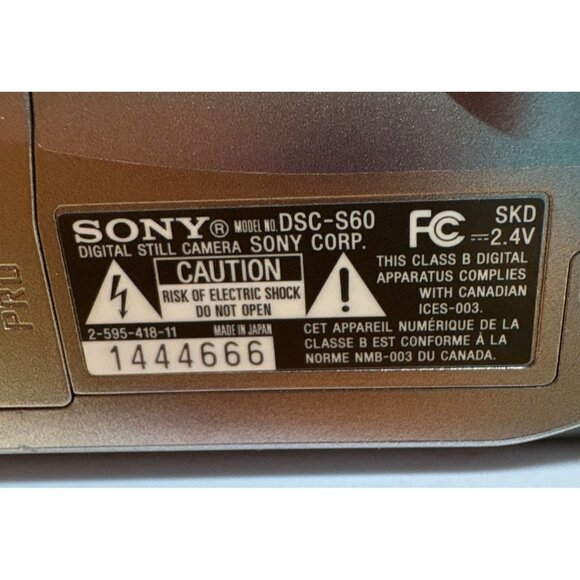 SONY® MODEL NO. DSC-S60
DIGITAL STILL CAMERA SONY CORP.
FC SKD
⎓2.4V
CAUTION
RISK OF ELECTRIC SHOCK
DO NOT OPEN
THIS CLASS B DIGITAL
APPARATUS COMPLIES
WITH CANADIAN
ICES-003.
2-595-418-11 MADE IN JAPAN
1444666
CET APPAREIL NUMÉRIQUE DE LA
CLASSE B EST CONFORME À LA
NORME NMB-003 DU CANADA.
PRO